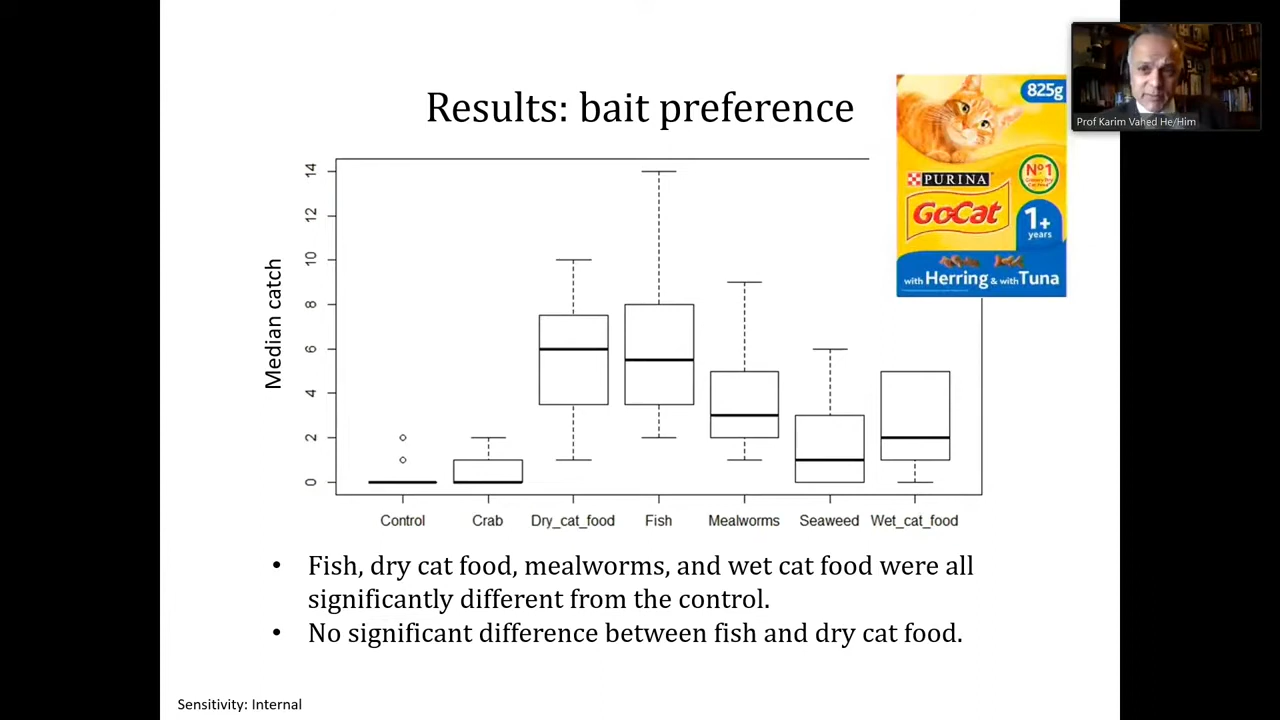 Results: bait preference
825g
Prof Karim Vahed He/Him
PURINA
Nº1
GoCat
1+
years
with Herring & with Tuna
Median catch
14
12
10
8
6
4
2
0
Control Crab Dry_cat_food Fish Mealworms Seaweed Wet_cat_food
• Fish, dry cat food, mealworms, and wet cat food were all
significantly different from the control.
• No significant difference between fish and dry cat food.
Sensitivity: Internal